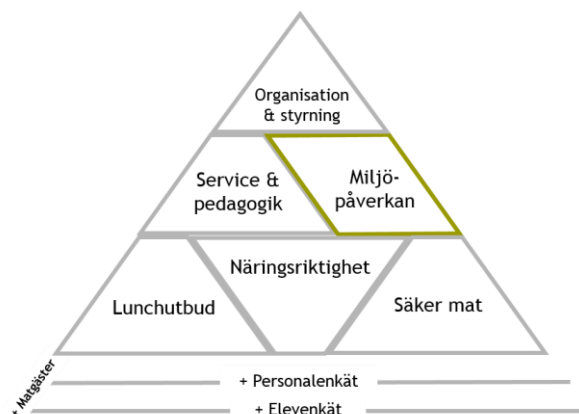 Organisation
& styrning
Service &
pedagogik
Miljö-
påverkan
Näringsriktighet
Lunchutbud
Säker mat
+ Matgäster
+ Personalenkät
+ Elevenkät